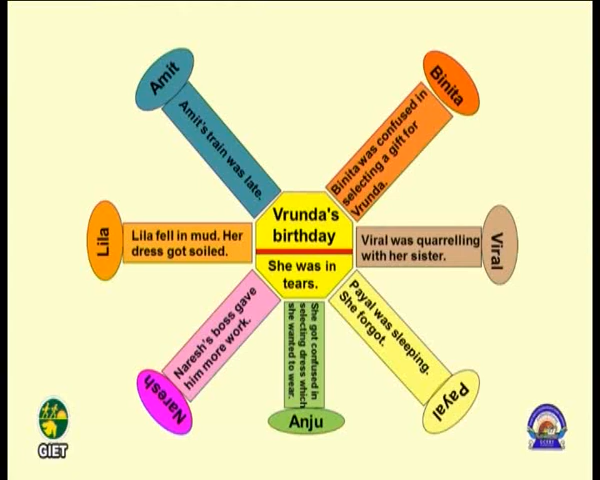 Amit
Amit's train was late.
Binita
Binita was confused in
selecting a gift for
Vrunda.
Vrunda's
birthday
She was in
tears.
Lila
Lila fell in mud. Her
dress got soiled.
Viral was quarrelling
with her sister.
Viral
Naresh's boss gave
him more work.
Naresh
She got confused in
selecting dress which
she wanted to wear.
Anju
Payal was sleeping.
She forgot.
Payal
GIET